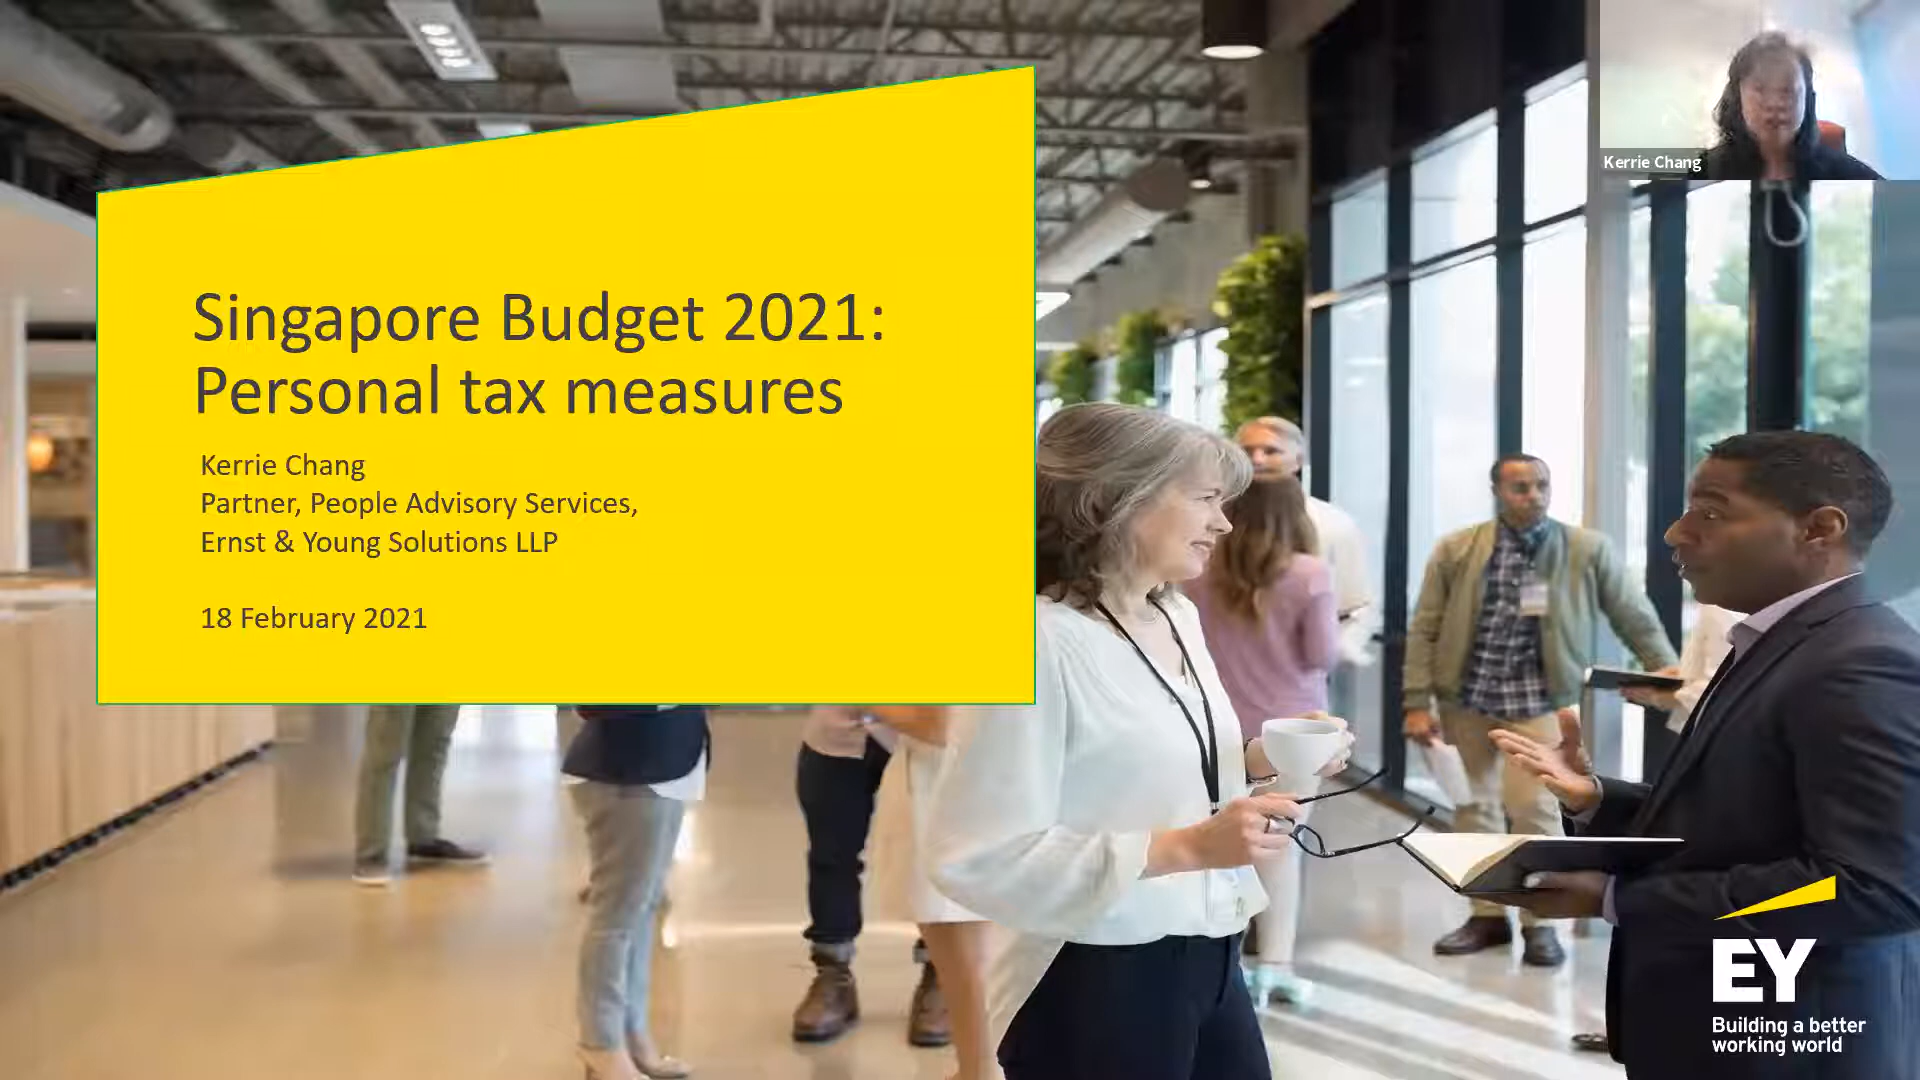 Kerrie Chang
Singapore Budget 2021:
Personal tax measures
Kerrie Chang
Partner, People Advisory Services,
Ernst & Young Solutions LLP
18 February 2021
EY
Building a better
working world